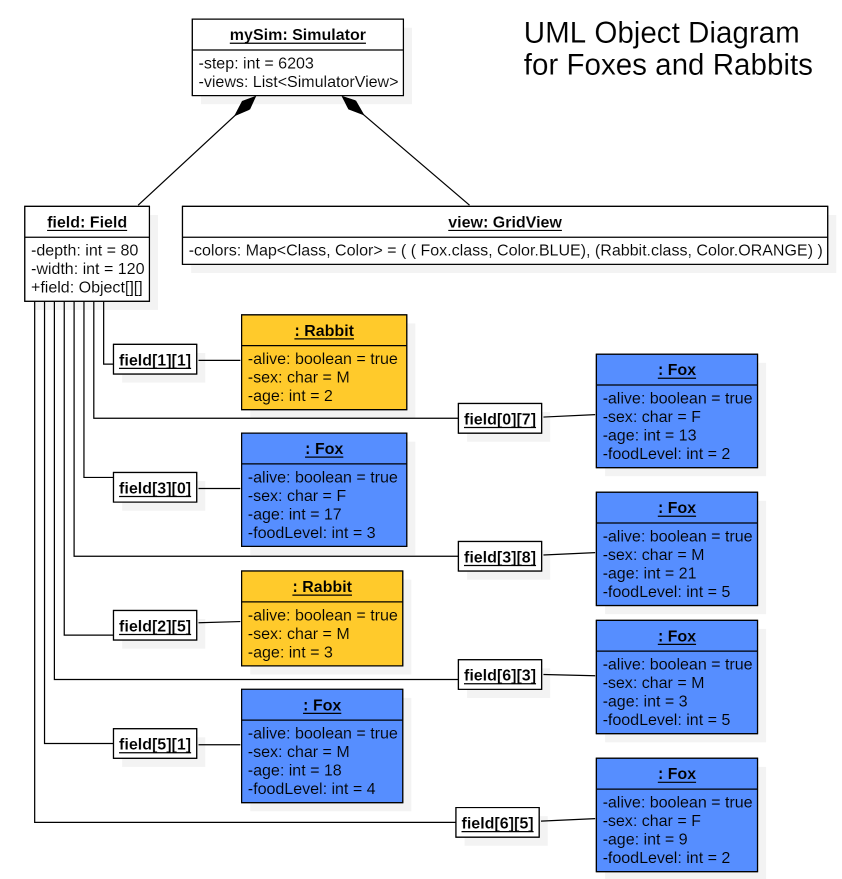 UML Object Diagram
for Foxes and Rabbits
mySim: Simulator
-step: int = 6203
-views: List<SimulatorView>
field: Field
-depth: int = 80
-width: int = 120
+field: Object[][]
view: GridView
-colors: Map<Class, Color> = ( ( Fox.class, Color.BLUE), (Rabbit.class, Color.ORANGE) )
field[1][1]
: Rabbit
-alive: boolean = true
-sex: char = M
-age: int = 2
field[0][7]
: Fox
-alive: boolean = true
-sex: char = F
-age: int = 13
-foodLevel: int = 2
field[3][0]
: Fox
-alive: boolean = true
-sex: char = F
-age: int = 17
-foodLevel: int = 3
field[3][8]
: Fox
-alive: boolean = true
-sex: char = M
-age: int = 21
-foodLevel: int = 5
field[2][5]
: Rabbit
-alive: boolean = true
-sex: char = M
-age: int = 3
field[6][3]
: Fox
-alive: boolean = true
-sex: char = M
-age: int = 3
-foodLevel: int = 5
field[5][1]
: Fox
-alive: boolean = true
-sex: char = M
-age: int = 18
-foodLevel: int = 4
field[6][5]
: Fox
-alive: boolean = true
-sex: char = F
-age: int = 9
-foodLevel: int = 2